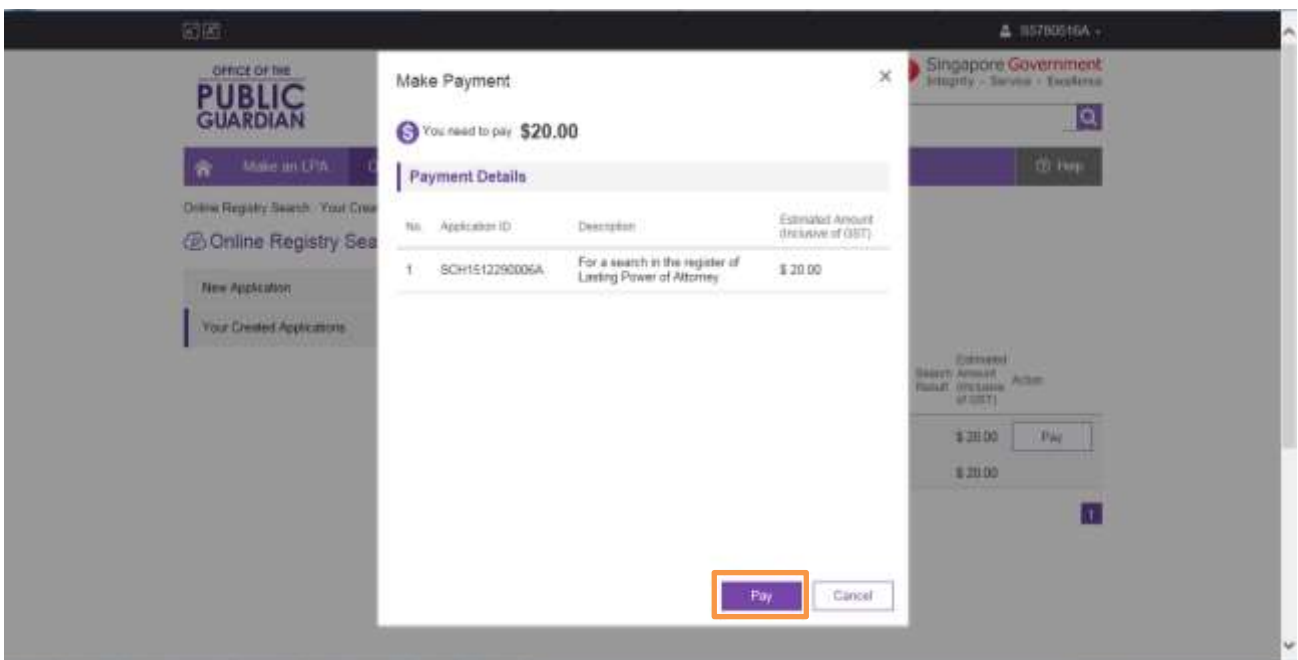 S5780516A
OFFICE OF THE
PUBLIC
GUARDIAN
Singapore Government
Integrity · Service · Excellence
Make an LPA
Help
Online Registry Search Your Crea
Online Registry Sea
New Application
Your Created Applications
Make Payment
You need to pay $20.00
Payment Details
No. Application ID Description Estimated Amount
(Inclusive of GST)
1 SCH1512290006A For a search in the register of $ 20.00
Lasting Power of Attorney
Search Estimated Action
Result Amount
(Inclusive
of GST)
$ 20.00 Pay
$ 20.00
1
Pay Cancel